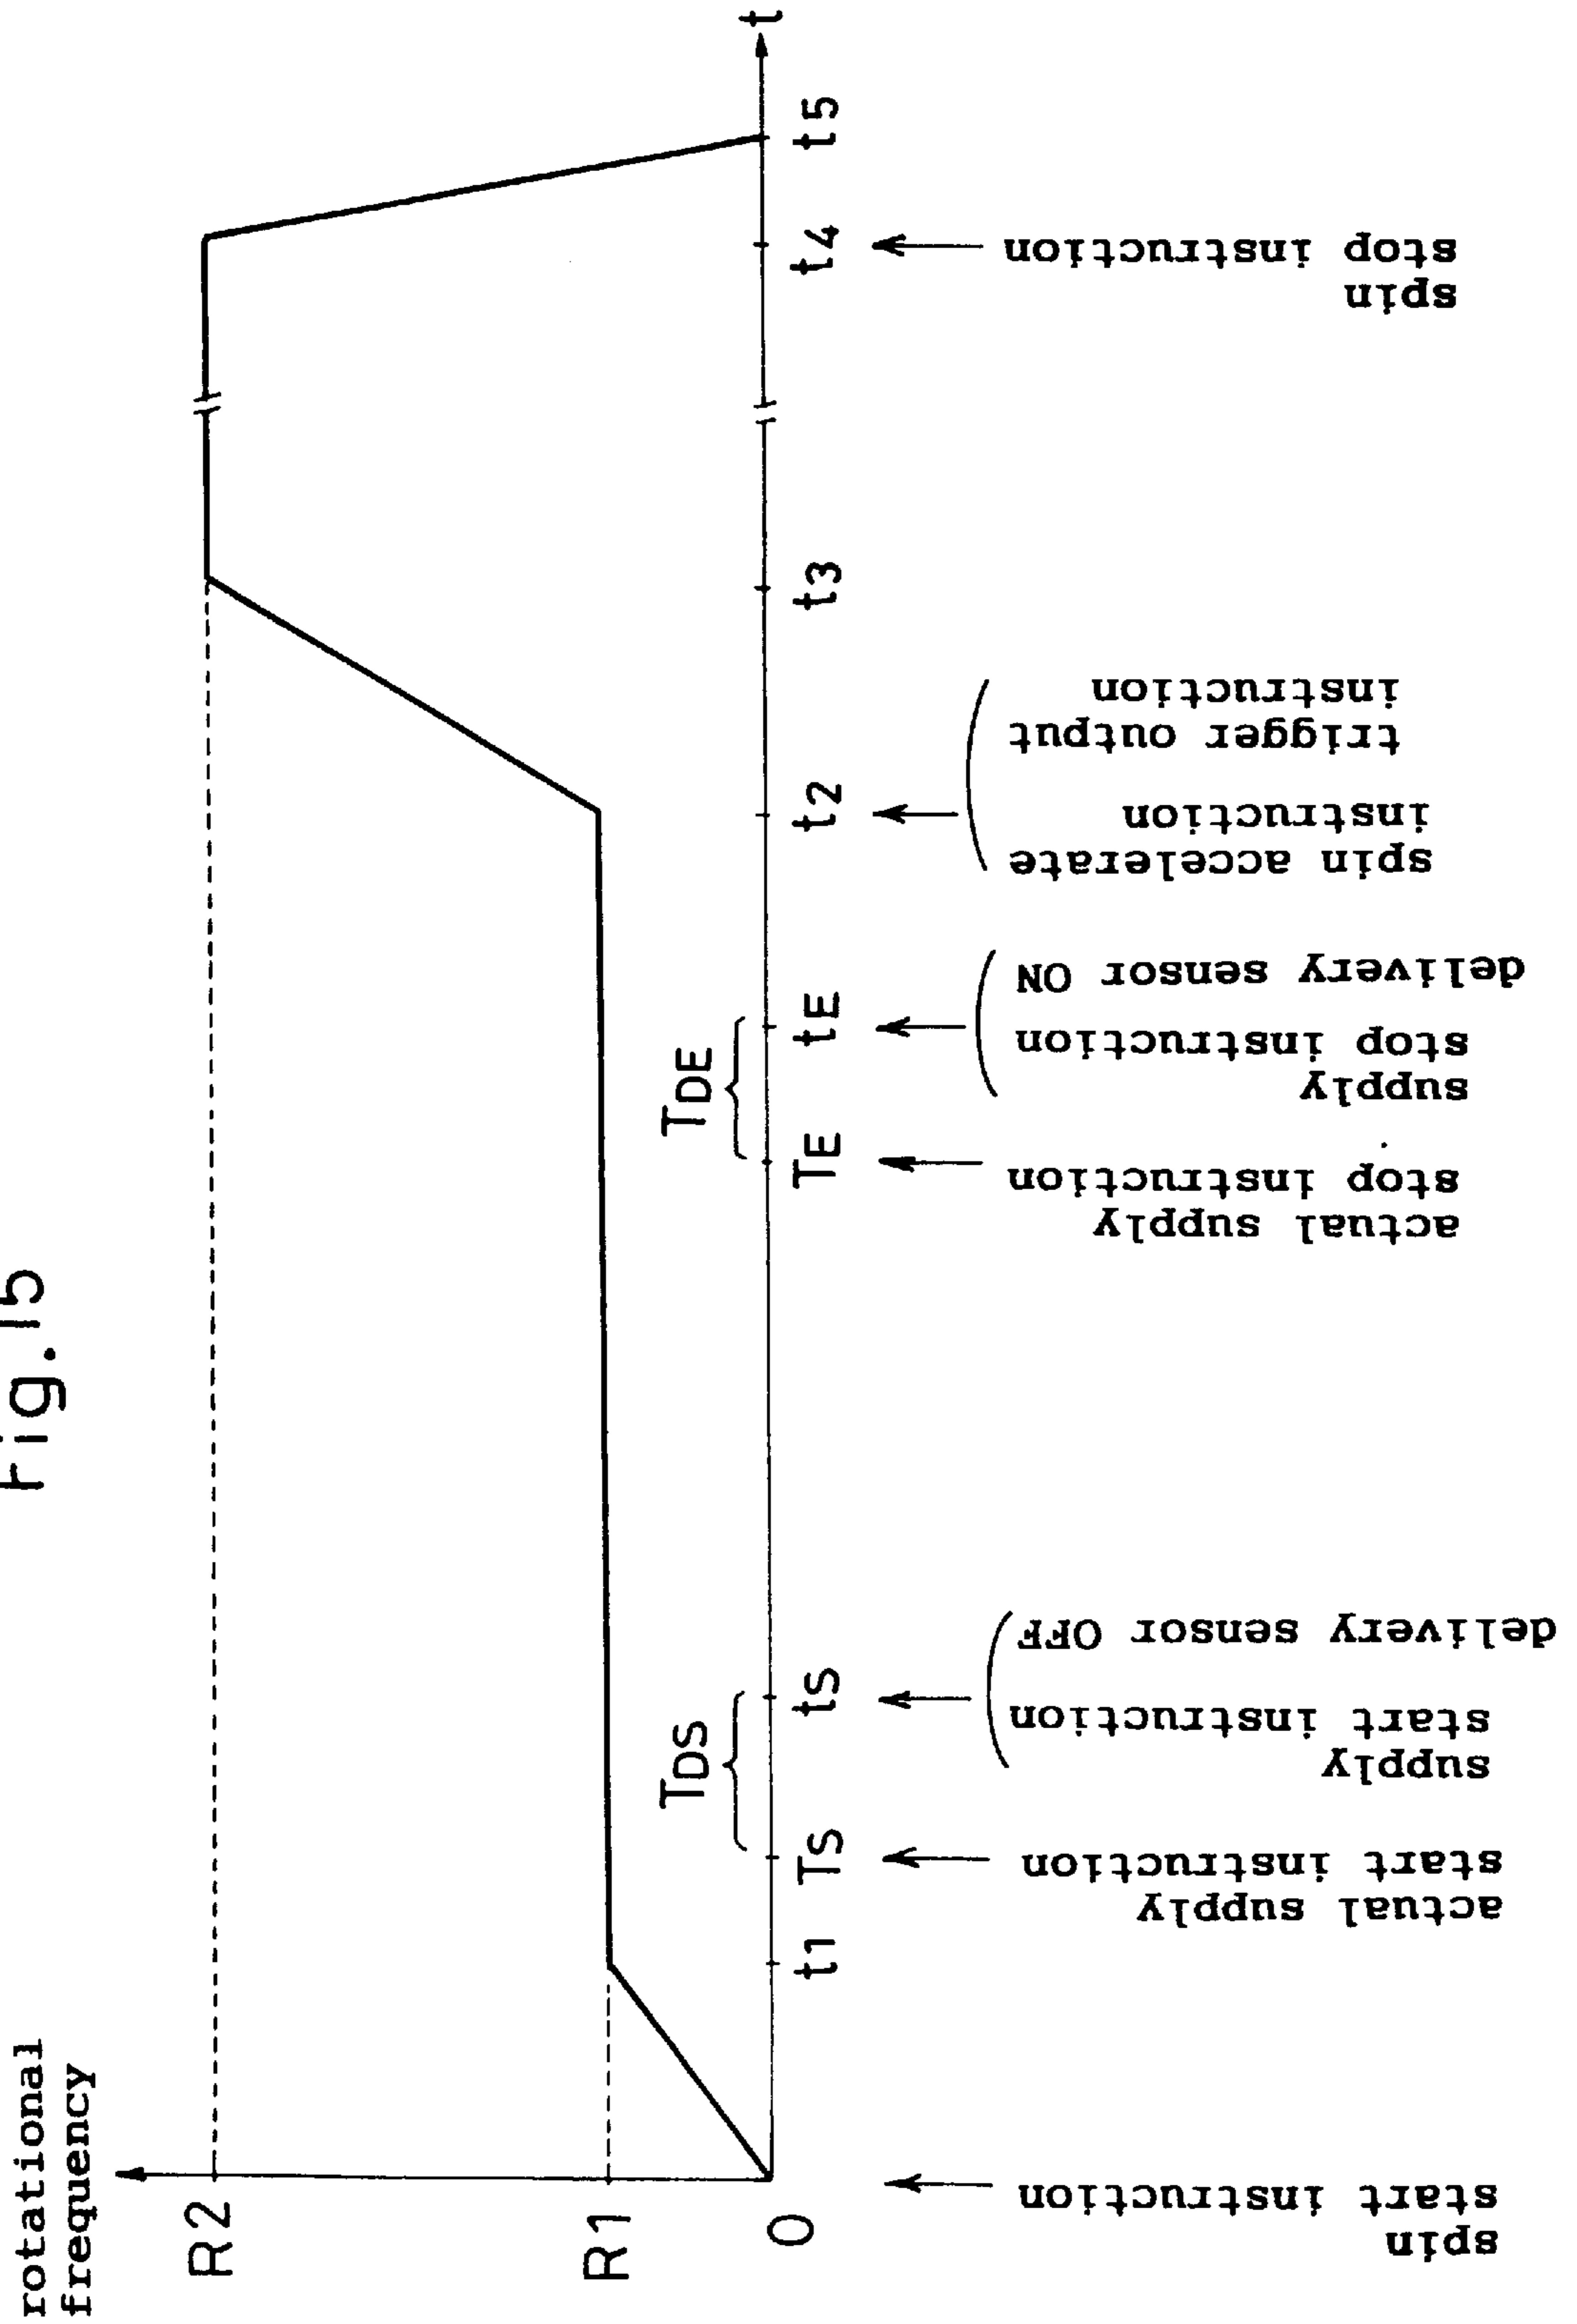 Fig.15
rotational
frequency
R2
R1
0
t1
TS
tS
TE
tE
t2
t3
t4
t5
t
TDS
TDE
spin
start instruction
actual supply
start instruction
supply
start instruction
delivery sensor OFF
actual supply
stop instruction
supply
stop instruction
delivery sensor ON
spin accelerate
instruction
trigger output
instruction
spin
stop instruction